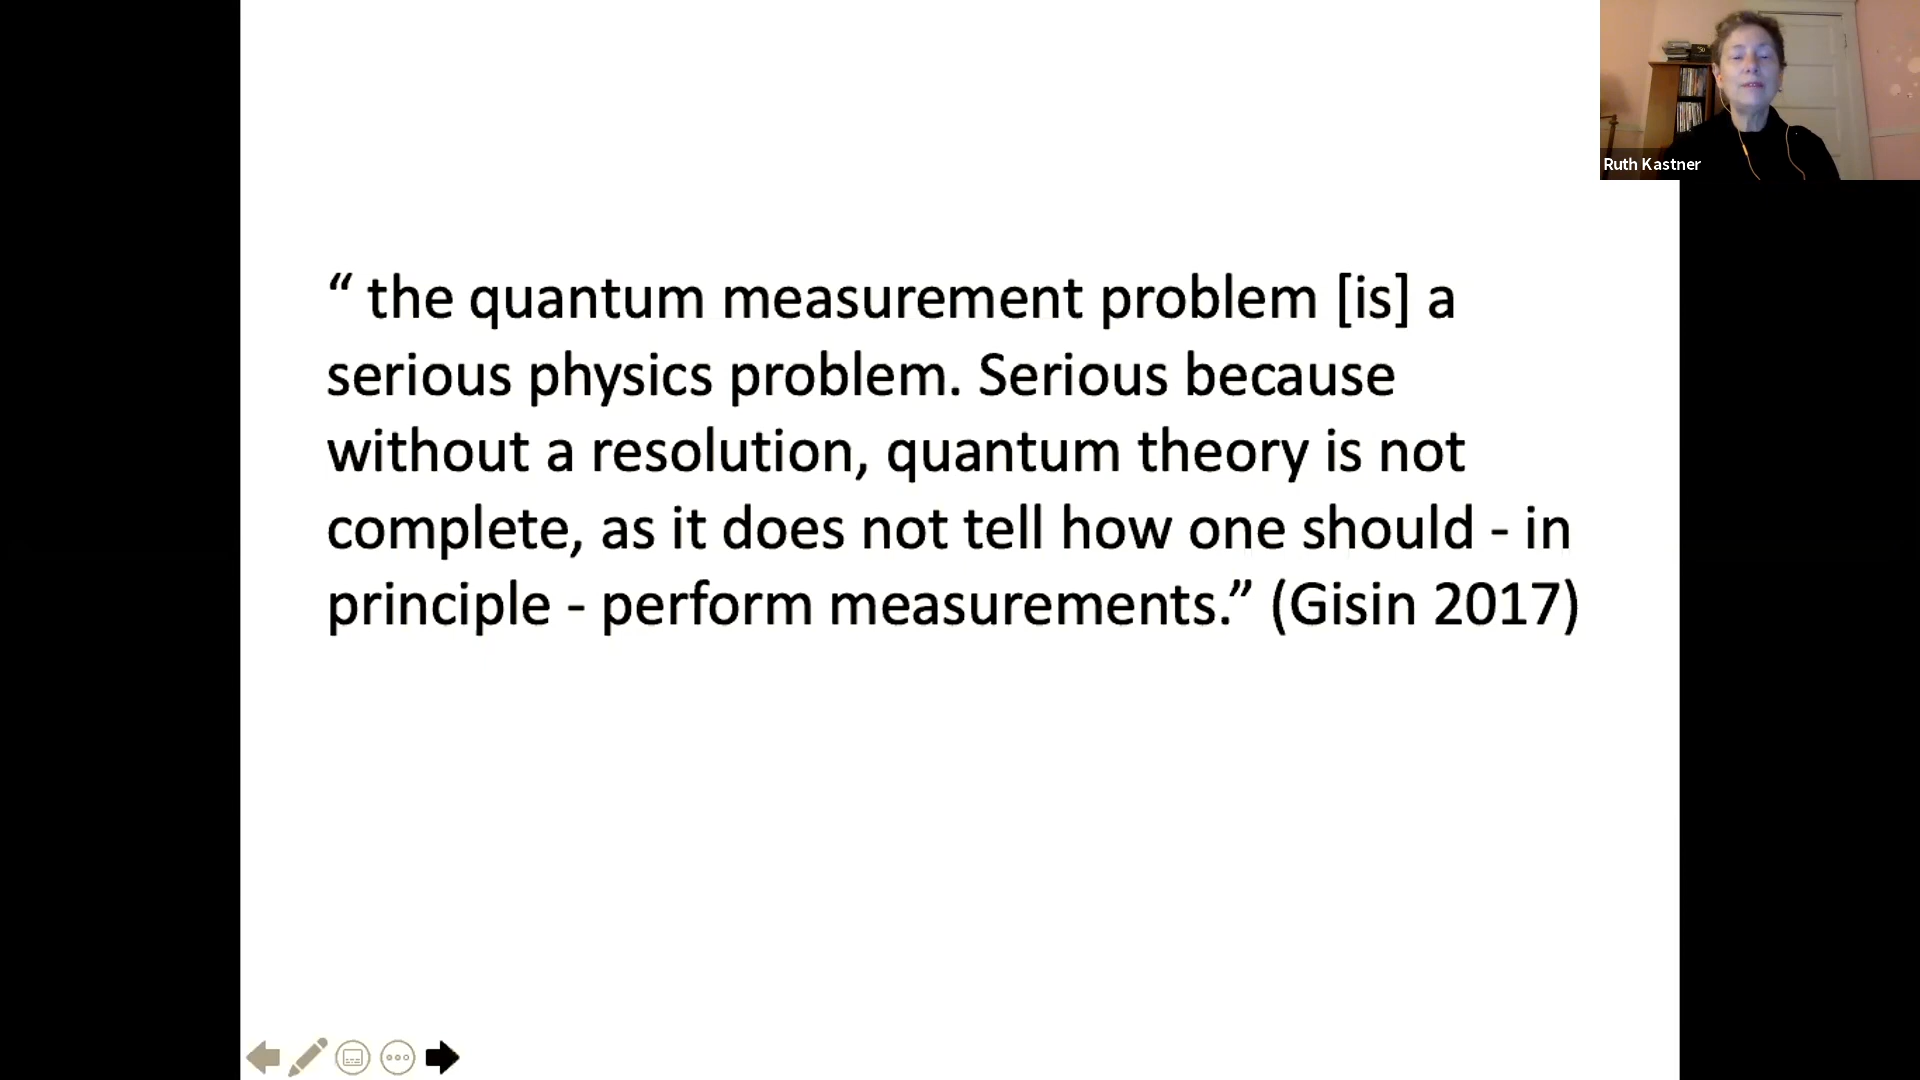 Ruth Kastner
“ the quantum measurement problem [is] a
serious physics problem. Serious because
without a resolution, quantum theory is not
complete, as it does not tell how one should - in
principle - perform measurements.” (Gisin 2017)